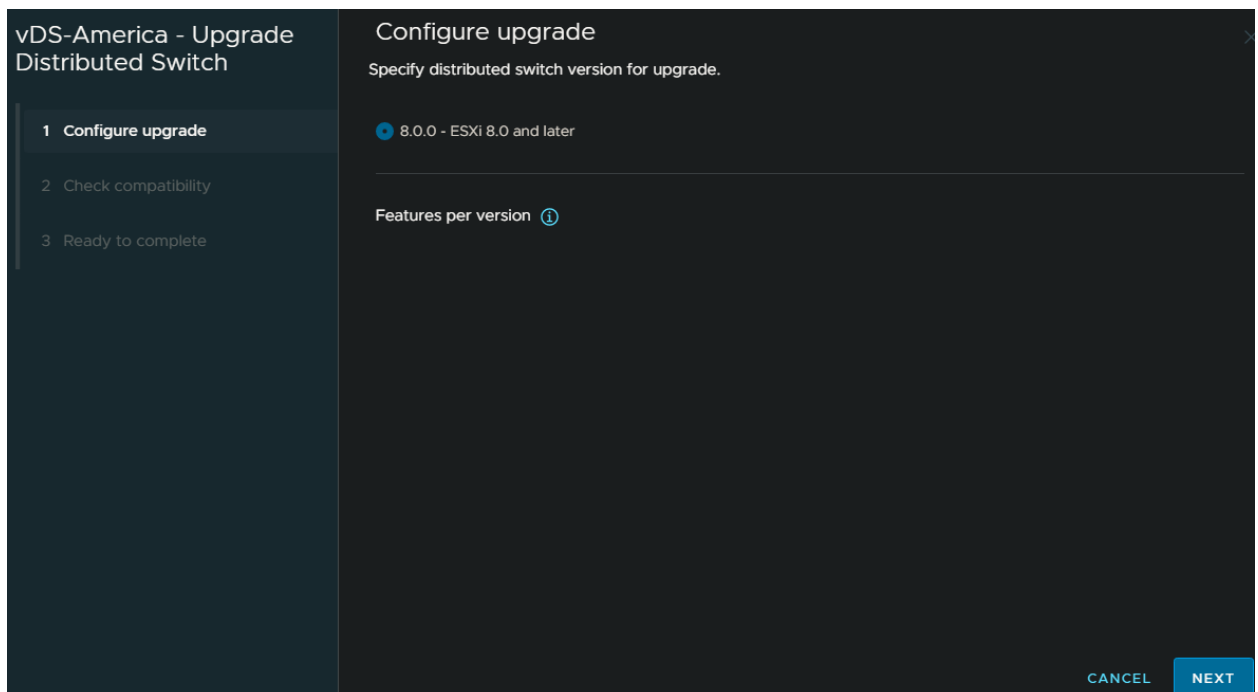 vDS-America - Upgrade
Distributed Switch
1 Configure upgrade
2 Check compatibility
3 Ready to complete
Configure upgrade
Specify distributed switch version for upgrade.
8.0.0 - ESXi 8.0 and later
Features per version
CANCEL
NEXT